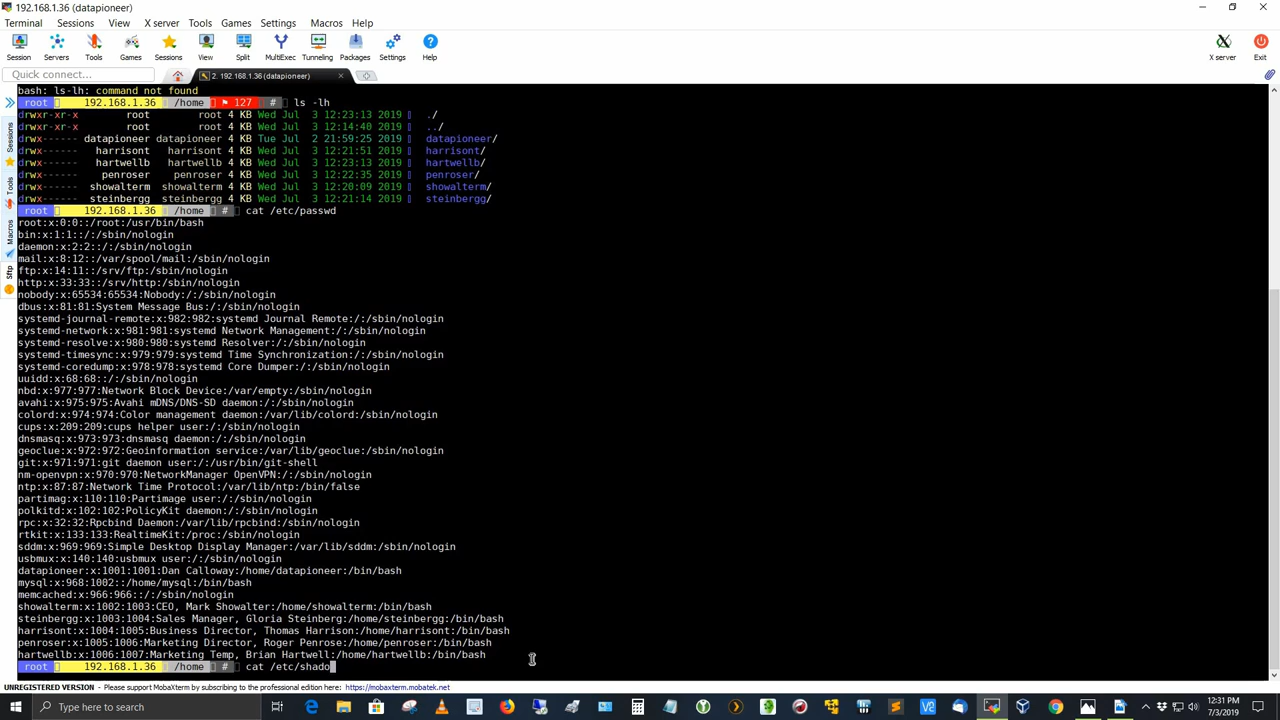 192.168.1.36 (datapioneer)
Terminal Sessions View X server Tools Games Settings Macros Help
Session Servers Tools Games Sessions View Split MultiExec Tunneling Packages Settings Help X server Exit
Quick connect... 2. 192.168.1.36 (datapioneer)
bash: ls-lh: command not found
root 192.168.1.36 /home 127 # ls -lh
drwxr-xr-x root root 4 KB Wed Jul 3 12:23:13 2019 ./
drwxr-xr-x root root 4 KB Wed Jul 3 12:14:40 2019 ../
drwx------ datapioneer datapioneer 4 KB Tue Jul 2 21:59:25 2019 datapioneer/
drwx------ harrisont harrisont 4 KB Wed Jul 3 12:21:51 2019 harrisont/
drwx------ hartwellb hartwellb 4 KB Wed Jul 3 12:23:13 2019 hartwellb/
drwx------ penroser penroser 4 KB Wed Jul 3 12:22:35 2019 penroser/
drwx------ showalterm showalterm 4 KB Wed Jul 3 12:20:09 2019 showalterm/
drwx------ steinbergg steinbergg 4 KB Wed Jul 3 12:21:14 2019 steinbergg/
root 192.168.1.36 /home # cat /etc/passwd
root:x:0:0::/root:/usr/bin/bash
bin:x:1:1::/:/sbin/nologin
daemon:x:2:2::/:/sbin/nologin
mail:x:8:12::/var/spool/mail:/sbin/nologin
ftp:x:14:11::/srv/ftp:/sbin/nologin
http:x:33:33::/srv/http:/sbin/nologin
nobody:x:65534:65534:Nobody:/:/sbin/nologin
dbus:x:81:81:System Message Bus:/:/sbin/nologin
systemd-journal-remote:x:982:982:systemd Journal Remote:/:/sbin/nologin
systemd-network:x:981:981:systemd Network Management:/:/sbin/nologin
systemd-resolve:x:980:980:systemd Resolver:/:/sbin/nologin
systemd-timesync:x:979:979:systemd Time Synchronization:/:/sbin/nologin
systemd-coredump:x:978:978:systemd Core Dumper:/:/sbin/nologin
uuidd:x:68:68::/:/sbin/nologin
nbd:x:977:977:Network Block Device:/var/empty:/sbin/nologin
avahi:x:975:975:Avahi mDNS/DNS-SD daemon:/:/sbin/nologin
colord:x:974:974:Color management daemon:/var/lib/colord:/sbin/nologin
cups:x:209:209:cups helper user:/:/sbin/nologin
dnsmasq:x:973:973:dnsmasq daemon:/:/sbin/nologin
geoclue:x:972:972:Geoinformation service:/var/lib/geoclue:/sbin/nologin
git:x:971:971:git daemon user:/:/usr/bin/git-shell
nm-openvpn:x:970:970:NetworkManager OpenVPN:/:/sbin/nologin
ntp:x:87:87:Network Time Protocol:/var/lib/ntp:/bin/false
partimag:x:110:110:Partimage user:/:/sbin/nologin
polkitd:x:102:102:PolicyKit daemon:/:/sbin/nologin
rpc:x:32:32:Rpcbind Daemon:/var/lib/rpcbind:/sbin/nologin
rtkit:x:133:133:RealtimeKit:/proc:/sbin/nologin
sddm:x:969:969:Simple Desktop Display Manager:/var/lib/sddm:/sbin/nologin
usbmux:x:140:140:usbmux user:/:/sbin/nologin
datapioneer:x:1001:1001:Dan Calloway:/home/datapioneer:/bin/bash
mysql:x:968:1002::/home/mysql:/bin/bash
memcached:x:966:966::/:/sbin/nologin
showalterm:x:1002:1003:CEO, Mark Showalter:/home/showalterm:/bin/bash
steinbergg:x:1003:1004:Sales Manager, Gloria Steinberg:/home/steinbergg:/bin/bash
harrisont:x:1004:1005:Business Director, Thomas Harrison:/home/harrisont:/bin/bash
penroser:x:1005:1006:Marketing Director, Roger Penrose:/home/penroser:/bin/bash
hartwellb:x:1006:1007:Marketing Temp, Brian Hartwell:/home/hartwellb:/bin/bash
root 192.168.1.36 /home # cat /etc/shado
Sessions
Tools
Macros
Sftp
UNREGISTERED VERSION - Please support MobaXterm by subscribing to the professional edition here: https://mobaxterm.mobatek.net
Type here to search
12:31 PM
7/3/2019